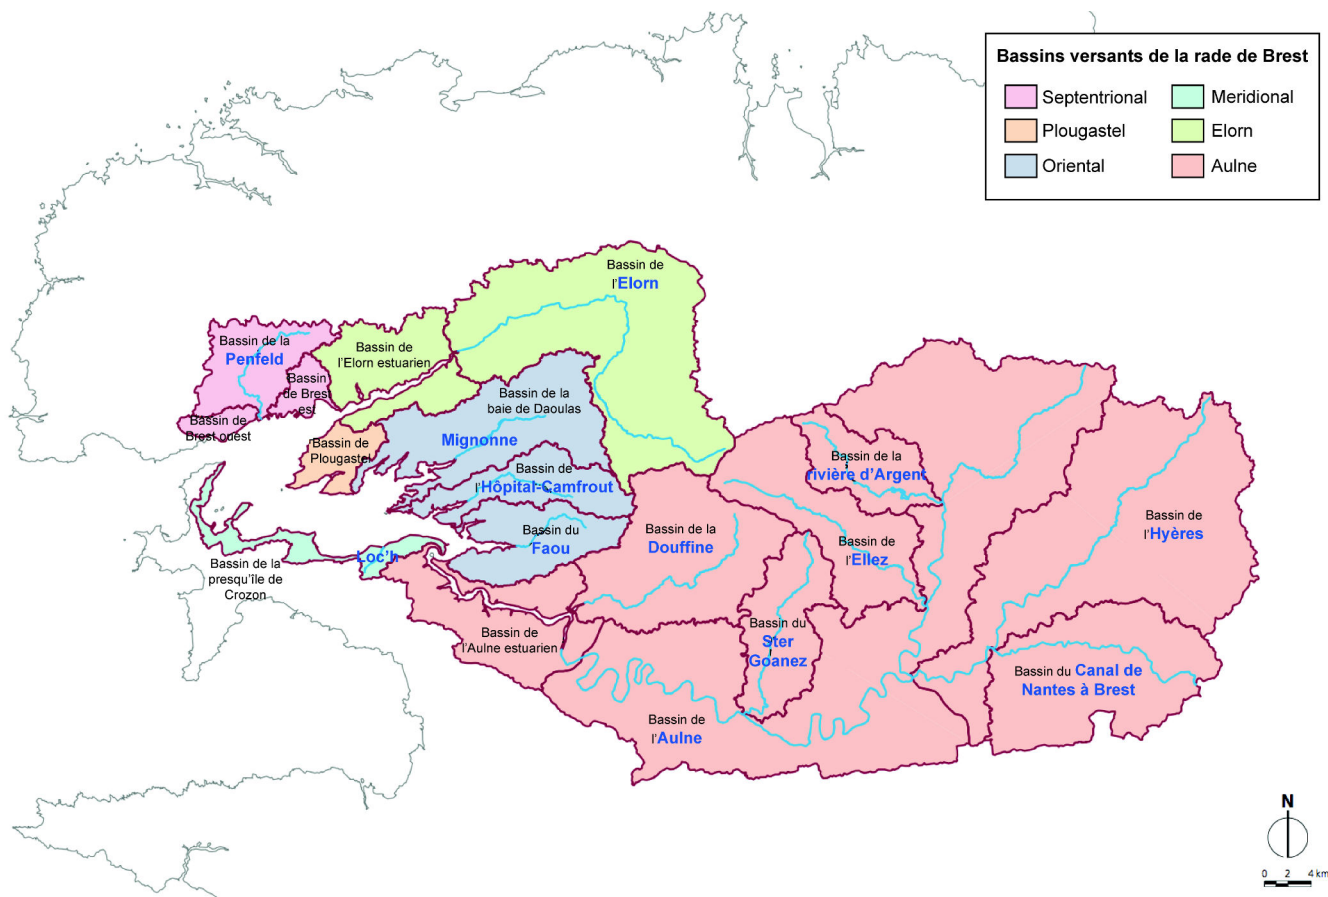 Bassins versants de la rade de Brest
Septentrional
Meridional
Plougastel
Elorn
Oriental
Aulne
Bassin de
l'Elorn
Bassin de la
Penfeld
Bassin de
l'Elorn estuarien
Bassin
de Brest
est
Bassin de
Brest ouest
Bassin de la
baie de Daoulas
Mignonne
Bassin de
Plougastel
Bassin de
l'Hôpital-Camfrout
Bassin du
Faou
Loc'h
Bassin de la
presqu'île de
Crozon
Bassin de la
rivière d'Argent
Bassin de la
Douffine
Bassin de
l'Ellez
Bassin de
l'Hyères
Bassin de
l'Aulne estuarien
Bassin du
Ster
Goanez
Bassin du Canal de
Nantes à Brest
Bassin de
l'Aulne
N
0 2 4 km